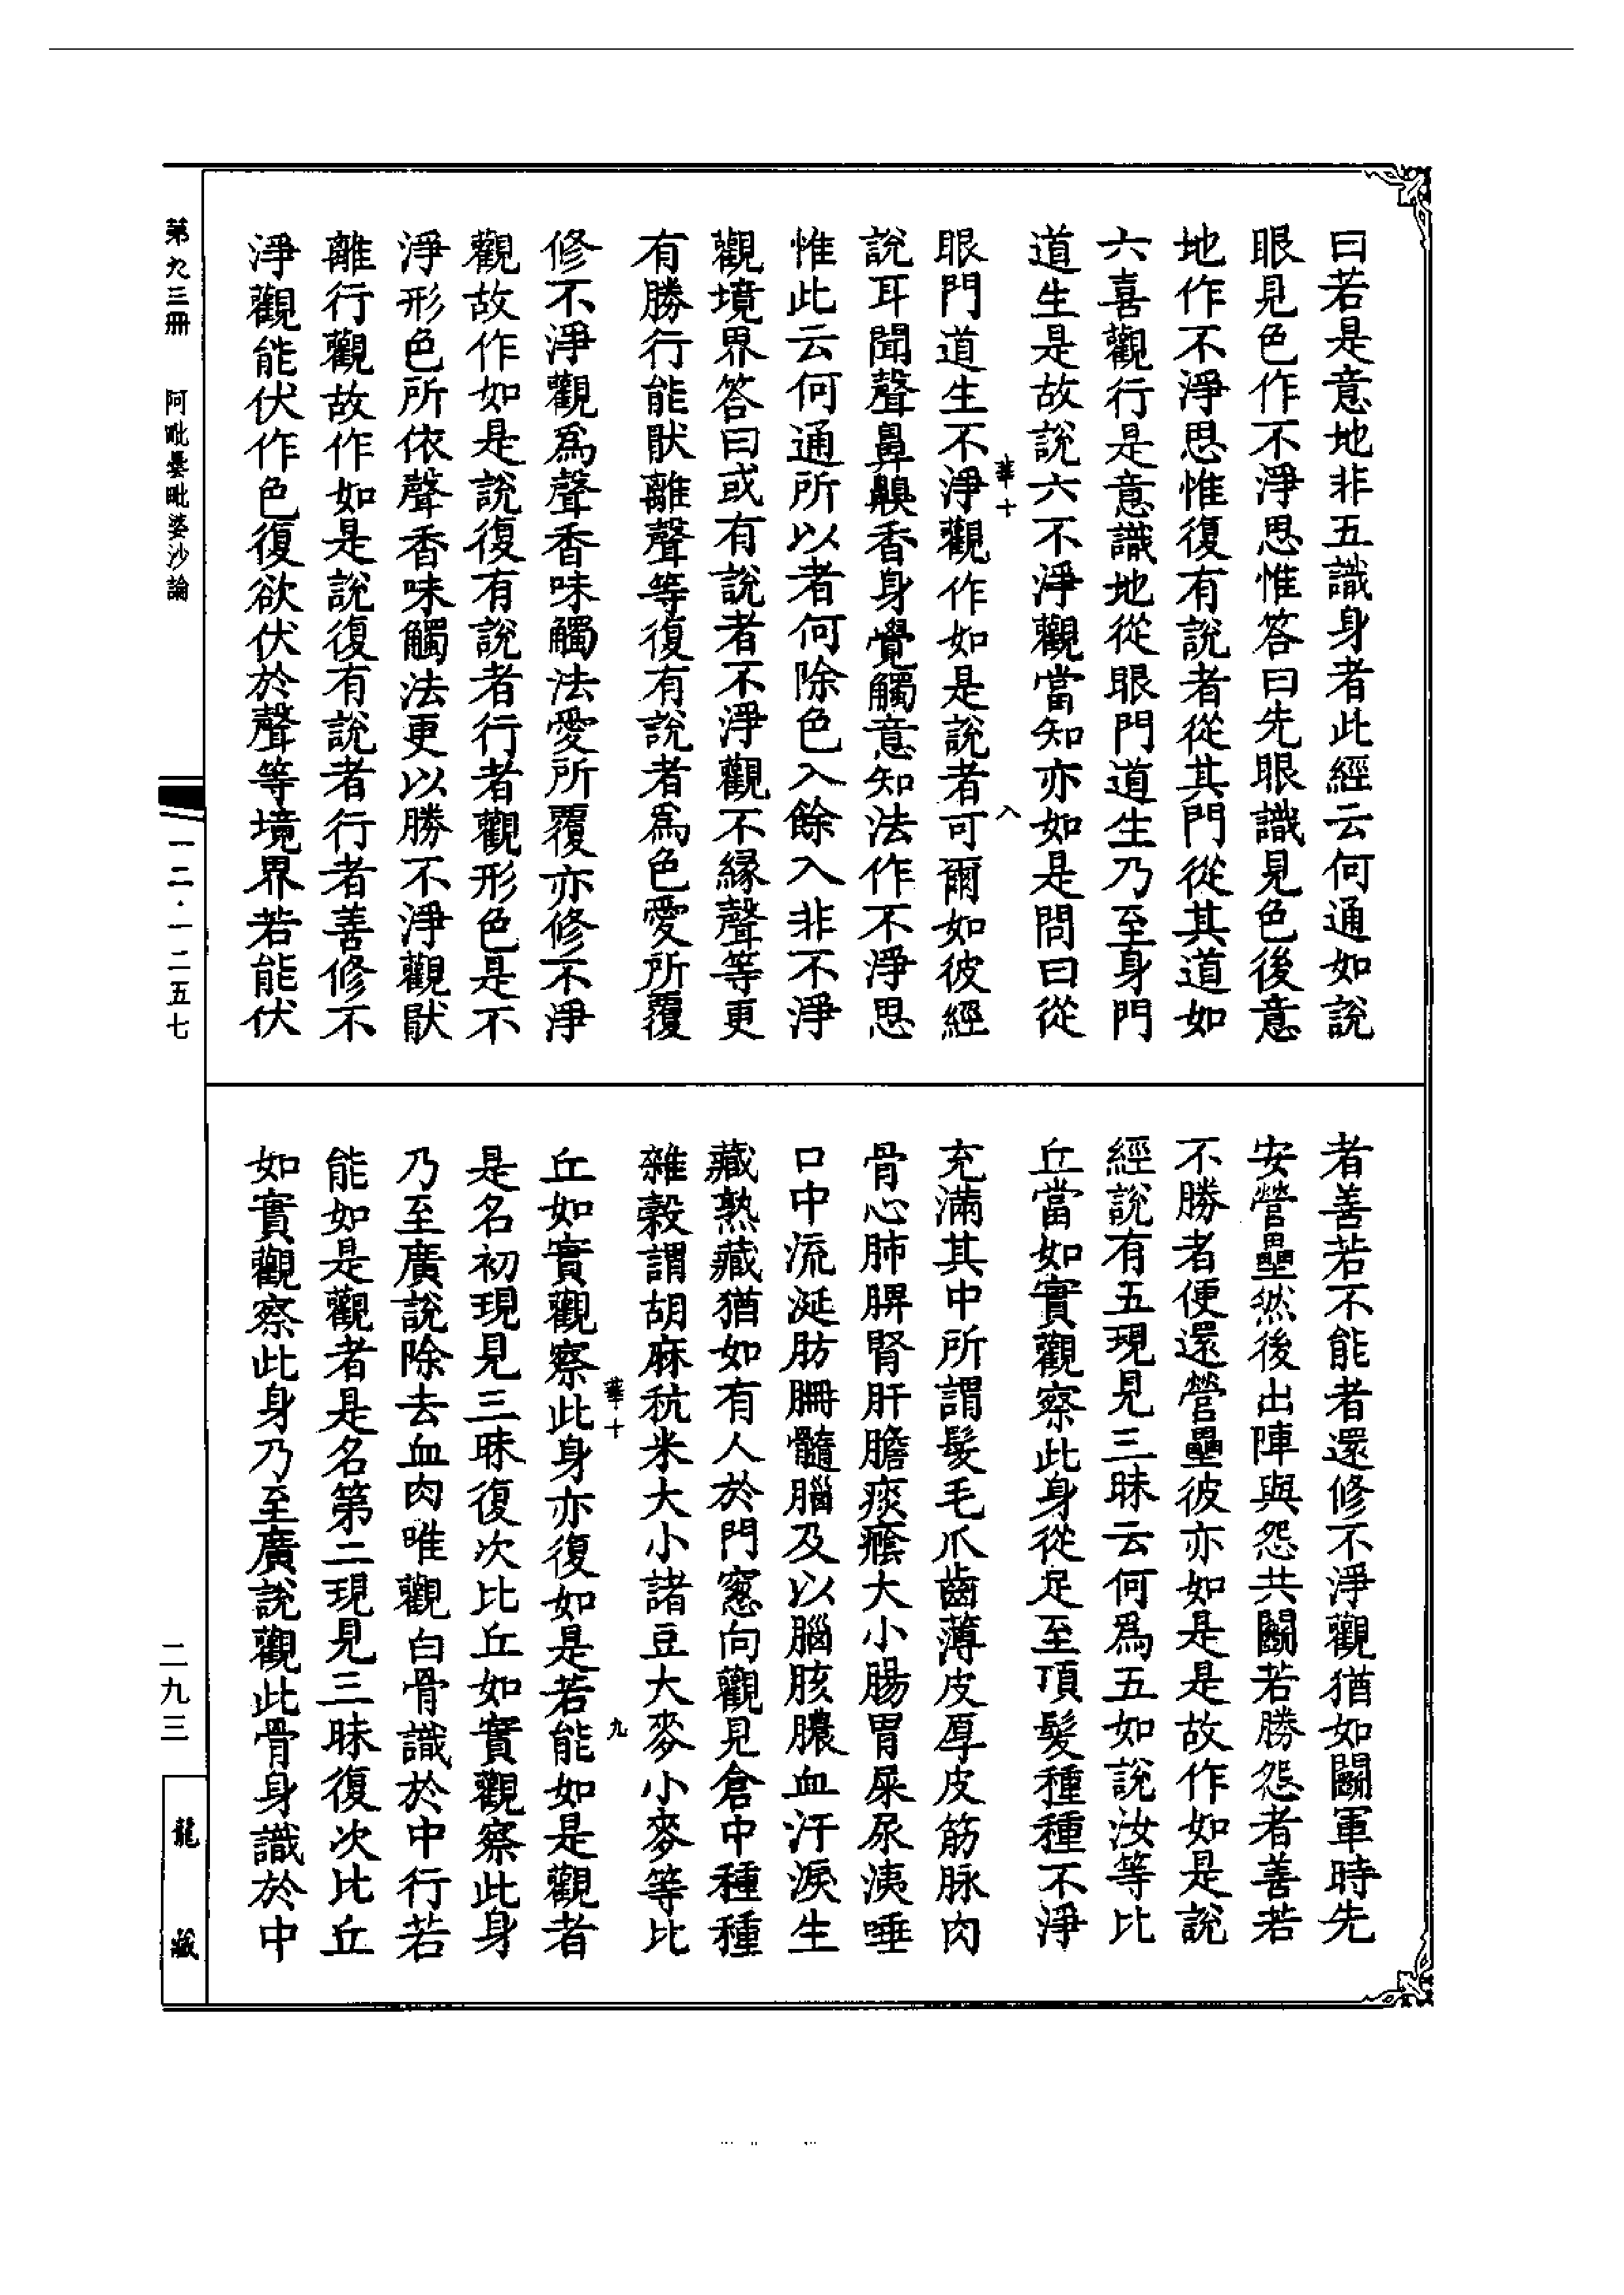 曰若是意地非五識身者此經云何通如說
眼見色作不淨思惟答曰先眼識見色後意
地作不淨思惟復有說者從其門從其道如
六喜觀行是意識地從眼門道生乃至身門
道生是故說六不淨觀當知亦如是問曰從
華十
八
眼門道生不淨觀作如是說者可爾如彼經
說耳聞聲鼻齅香身覺觸意知法作不淨思
惟此云何通所以者何除色入餘入非不淨
觀境界答曰或有說者不淨觀不緣聲等更
有勝行能猒離聲等復有說者爲色愛所覆
修不淨觀爲聲香味觸法愛所覆亦修不淨
觀故作如是說復有說者行者觀形色是不
淨形色所依聲香味觸法更以勝不淨觀猒
離行觀故作如是說復有說者行者善修不
淨觀能伏作色復欲伏於聲等境界若能伏
者善若不能者還修不淨觀猶如鬭軍時先
安營壘然後出陣與怨共鬭若勝怨者善若
不勝者便還營壘彼亦如是是故作如是說
經說有五現見三昧云何爲五如說汝等比
丘當如實觀察此身從足至頂髮種種不淨
充滿其中所謂髮毛爪齒薄皮厚皮筋脉肉
骨心肺脾腎肝膽痰癊大小腸胃屎尿洟唾
口中流涎肪𦙱髓腦及以腦胲膿血汗淚生
藏熟藏猶如有人於門窓向觀見倉中種種
雜穀謂胡麻秔米大小諸豆大麥小麥等比
華十
九
丘如實觀察此身亦復如是若能如是觀者
是名初現見三昧復次比丘如實觀察此身
乃至廣說除去血肉唯觀白骨識於中行若
能如是觀者是名第二現見三昧復次比丘
如實觀察此身乃至廣說觀此骨身識於中
第九三冊 阿毗曇毗婆沙論
一二·一二五七
二九三
龍藏